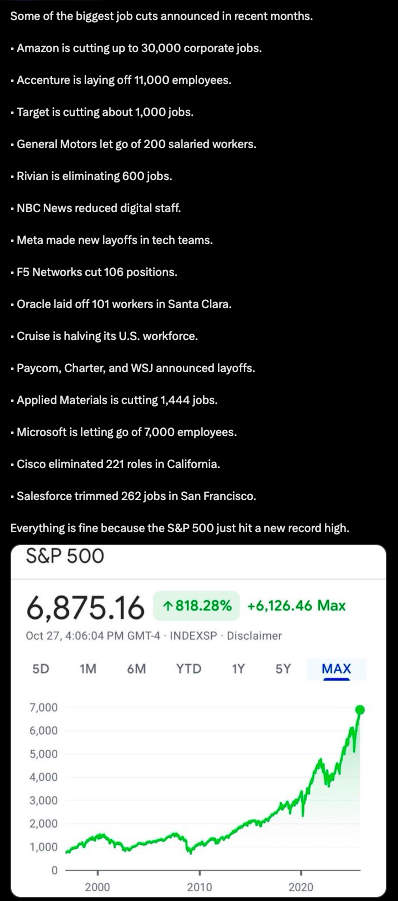 Some of the biggest job cuts announced in recent months.
• Amazon is cutting up to 30,000 corporate jobs.
• Accenture is laying off 11,000 employees.
• Target is cutting about 1,000 jobs.
• General Motors let go of 200 salaried workers.
• Rivian is eliminating 600 jobs.
• NBC News reduced digital staff.
• Meta made new layoffs in tech teams.
• F5 Networks cut 106 positions.
• Oracle laid off 101 workers in Santa Clara.
• Cruise is halving its U.S. workforce.
• Paycom, Charter, and WSJ announced layoffs.
• Applied Materials is cutting 1,444 jobs.
• Microsoft is letting go of 7,000 employees.
• Cisco eliminated 221 roles in California.
• Salesforce trimmed 262 jobs in San Francisco.
Everything is fine because the S&P 500 just hit a new record high.
S&P 500
6,875.16 ↑818.28% +6,126.46 Max
Oct 27, 4:06:04 PM GMT-4 · INDEXSP · Disclaimer
5D 1M 6M YTD 1Y 5Y MAX
7,000
6,000
5,000
4,000
3,000
2,000
1,000
0
2000 2010 2020